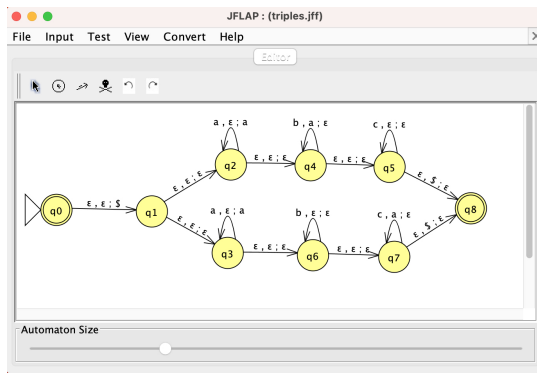 JFLAP : (triples.jff)
File Input Test View Convert Help
Editor
a , ε ; a b , a ; ε c , ε ; ε
q2 ε , ε ; ε q4 ε , ε ; ε q5
ε , ε ; ε ε , $ ; ε
q0 ε , ε ; $ q1 q8
ε , ε ; ε a , ε ; a b , ε ; ε c , a ; ε ε , $ ; ε
q3 ε , ε ; ε q6 ε , ε ; ε q7
Automaton Size